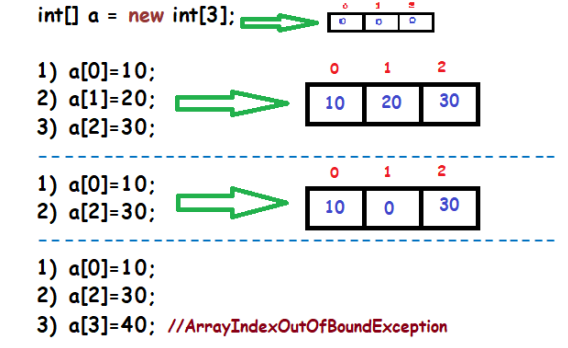 int[] a = new int[3];
0 1 2
0 0 0
0 1 2
1) a[0]=10;
2) a[1]=20;
3) a[2]=30;
10 20 30
0 1 2
1) a[0]=10;
2) a[2]=30;
10 0 30
1) a[0]=10;
2) a[2]=30;
3) a[3]=40; //ArrayIndexOutOfBoundException